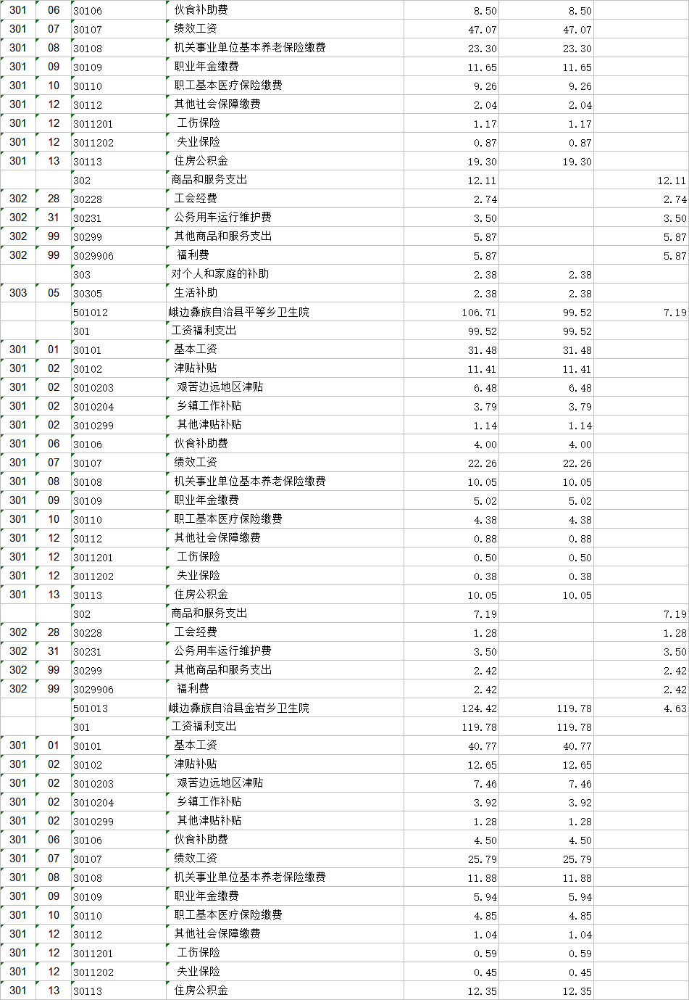 301 06 30106 伙食补助费 8.50 8.50
301 07 30107 绩效工资 47.07 47.07
301 08 30108 机关事业单位基本养老保险缴费 23.30 23.30
301 09 30109 职业年金缴费 11.65 11.65
301 10 30110 职工基本医疗保险缴费 9.26 9.26
301 12 30112 其他社会保障缴费 2.04 2.04
301 12 3011201 工伤保险 1.17 1.17
301 12 3011202 失业保险 0.87 0.87
301 13 30113 住房公积金 19.30 19.30
302 商品和服务支出 12.11 12.11
302 28 30228 工会经费 2.74 2.74
302 31 30231 公务用车运行维护费 3.50 3.50
302 99 30299 其他商品和服务支出 5.87 5.87
302 99 3029906 福利费 5.87 5.87
303 对个人和家庭的补助 2.38 2.38
303 05 30305 生活补助 2.38 2.38
501012 峨边彝族自治县平等乡卫生院 106.71 99.52 7.19
301 工资福利支出 99.52 99.52
301 01 30101 基本工资 31.48 31.48
301 02 30102 津贴补贴 11.41 11.41
301 02 3010203 艰苦边远地区津贴 6.48 6.48
301 02 3010204 乡镇工作补贴 3.79 3.79
301 02 3010299 其他津贴补贴 1.14 1.14
301 06 30106 伙食补助费 4.00 4.00
301 07 30107 绩效工资 22.26 22.26
301 08 30108 机关事业单位基本养老保险缴费 10.05 10.05
301 09 30109 职业年金缴费 5.02 5.02
301 10 30110 职工基本医疗保险缴费 4.38 4.38
301 12 30112 其他社会保障缴费 0.88 0.88
301 12 3011201 工伤保险 0.50 0.50
301 12 3011202 失业保险 0.38 0.38
301 13 30113 住房公积金 10.05 10.05
302 商品和服务支出 7.19 7.19
302 28 30228 工会经费 1.28 1.28
302 31 30231 公务用车运行维护费 3.50 3.50
302 99 30299 其他商品和服务支出 2.42 2.42
302 99 3029906 福利费 2.42 2.42
501013 峨边彝族自治县金岩乡卫生院 124.42 119.78 4.63
301 工资福利支出 119.78 119.78
301 01 30101 基本工资 40.77 40.77
301 02 30102 津贴补贴 12.65 12.65
301 02 3010203 艰苦边远地区津贴 7.46 7.46
301 02 3010204 乡镇工作补贴 3.92 3.92
301 02 3010299 其他津贴补贴 1.28 1.28
301 06 30106 伙食补助费 4.50 4.50
301 07 30107 绩效工资 25.79 25.79
301 08 30108 机关事业单位基本养老保险缴费 11.88 11.88
301 09 30109 职业年金缴费 5.94 5.94
301 10 30110 职工基本医疗保险缴费 4.85 4.85
301 12 30112 其他社会保障缴费 1.04 1.04
301 12 3011201 工伤保险 0.59 0.59
301 12 3011202 失业保险 0.45 0.45
301 13 30113 住房公积金 12.35 12.35